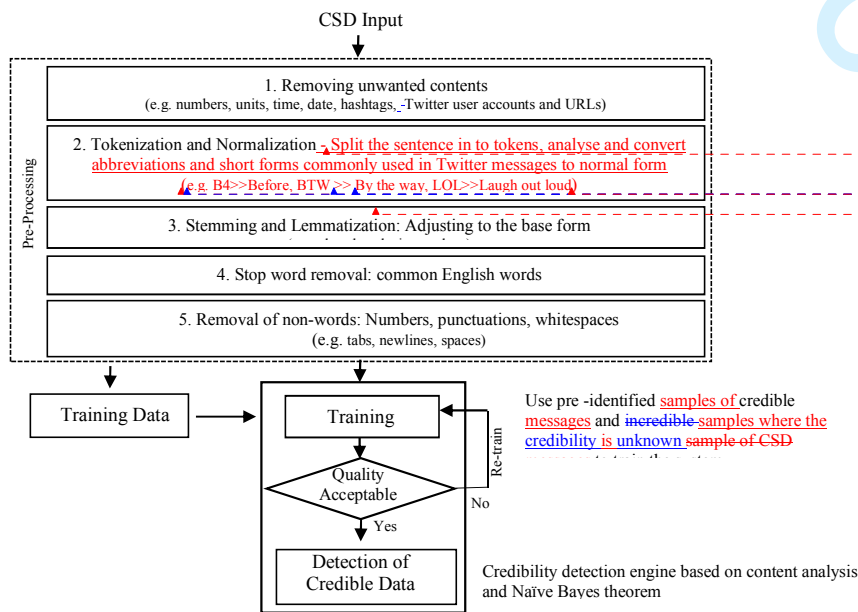 CSD Input
Pre-Processing
1. Removing unwanted contents
(e.g. numbers, units, time, date, hashtags, -Twitter user accounts and URLs)
2. Tokenization and Normalization - Split the sentence in to tokens, analyse and convert
abbreviations and short forms commonly used in Twitter messages to normal form
(e.g. B4>>Before, BTW >> By the way, LOL>>Laugh out loud)
3. Stemming and Lemmatization: Adjusting to the base form
4. Stop word removal: common English words
5. Removal of non-words: Numbers, punctuations, whitespaces
(e.g. tabs, newlines, spaces)
Training Data
Training
Re-train
Quality
Acceptable
No
Yes
Detection of
Credible Data
Use pre -identified samples of credible
messages and incredible samples where the
credibility is unknown sample of CSD
Credibility detection engine based on content analysis
and Naïve Bayes theorem